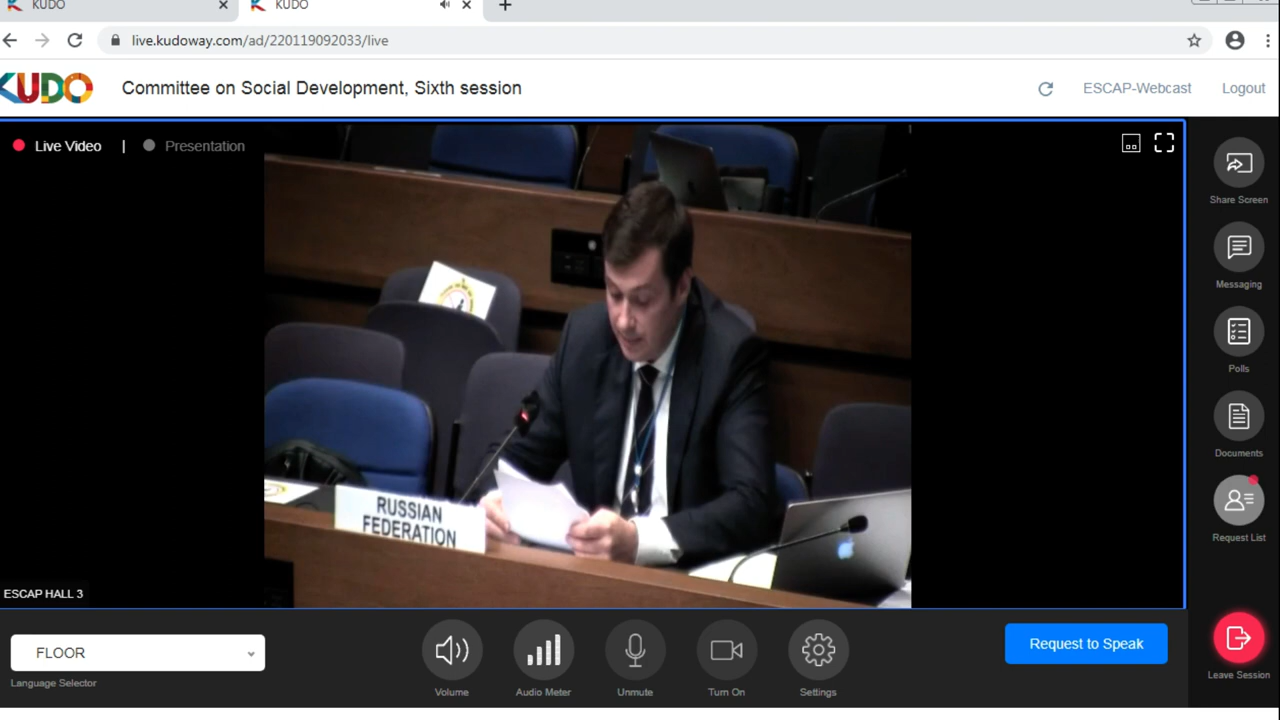 KUDO
KUDO
live.kudoway.com/ad/220119092033/live
KUDO
Committee on Social Development, Sixth session
ESCAP-Webcast
Logout
Live Video | Presentation
Share Screen
Messaging
Polls
Documents
Request List
RUSSIAN
FEDERATION
ESCAP HALL 3
FLOOR
Language Selector
Volume
Audio Meter
Unmute
Turn On
Settings
Request to Speak
Leave Session